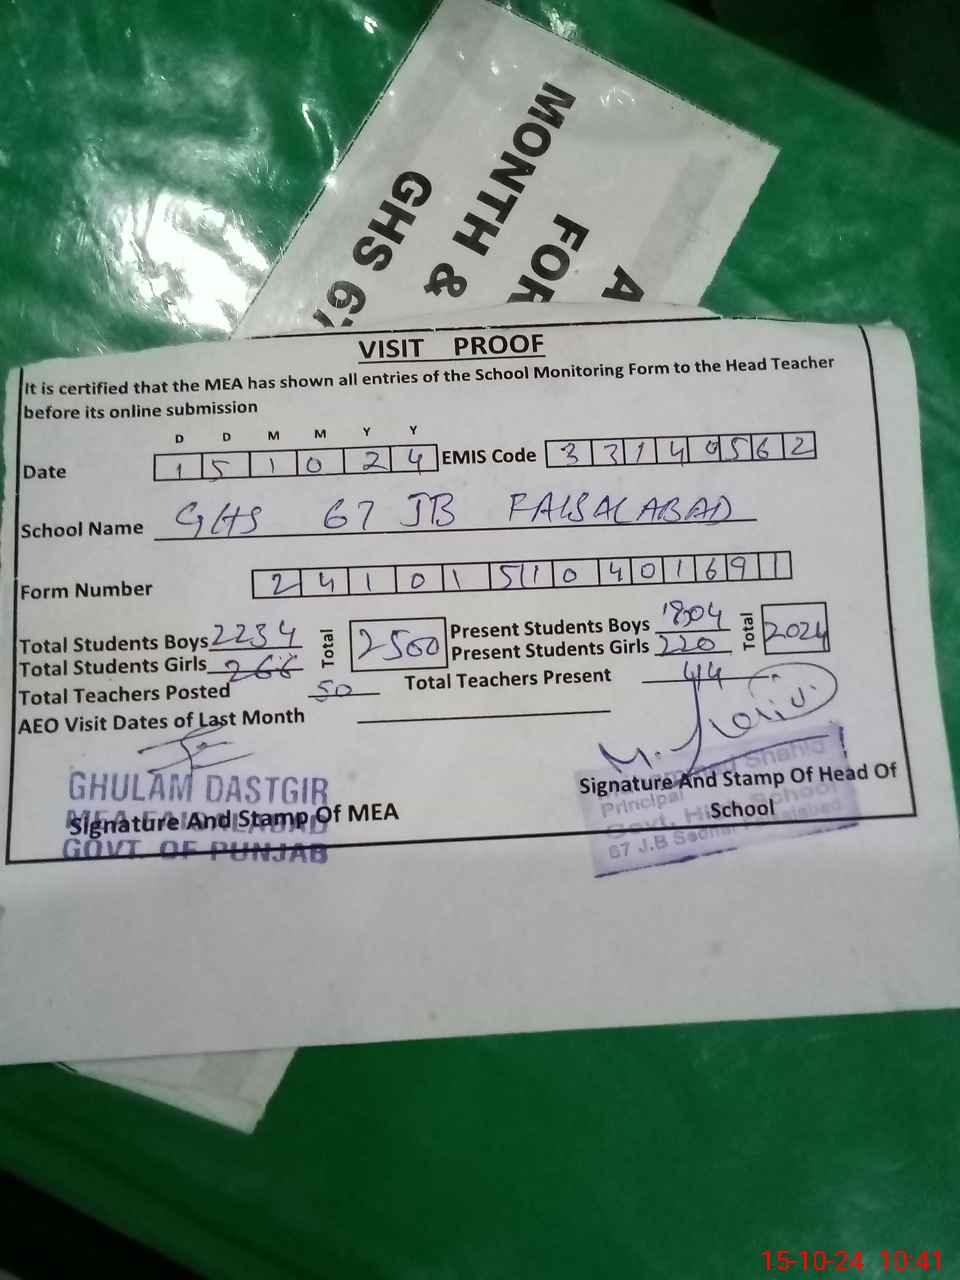 MONTH &
GHS 67
FOR
A
VISIT PROOF
It is certified that the MEA has shown all entries of the School Monitoring Form to the Head Teacher
before its online submission
D D M M Y Y
Date 1 5 1 0 2 4 EMIS Code 3 3 1 4 0 5 6 2
School Name GHS 67 JB FAISALABAD
Form Number 2 4 1 0 1 5 1 0 4 0 1 6 9 1
Total Students Boys 2234 Total 2500 Present Students Boys 1804 Total 2024
Total Students Girls 266 Present Students Girls 220
Total Teachers Posted 50 Total Teachers Present 44
AEO Visit Dates of Last Month
GHULAM DASTGIR
Signature And Stamp Of MEA
GOVT. OF PUNJAB
Signature And Stamp Of Head Of
School
Shahid
Principal
Govt. High School
67 J.B
15-10-24 10:41